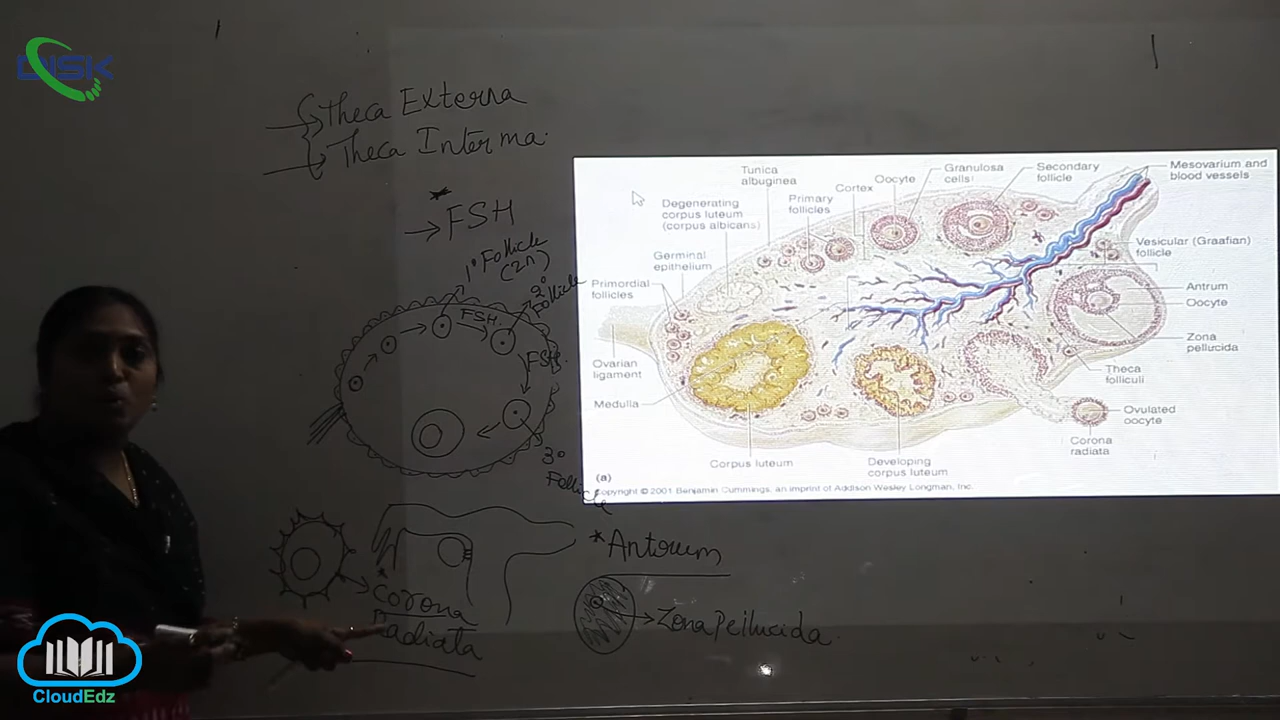 DISK
Theca Externa
Theca Interma.
* FSH
1° Follicle
(2n)
2° Follicle
FSH.
FSH.
3° Follicle
* Corona
Radiata
* Antrum
Zona Pellucida.
Tunica
albuginea
Degenerating
corpus luteum
(corpus albicans)
Germinal
epithelium
Primordial
follicles
Ovarian
ligament
Medulla
Primary
follicles
Cortex
Oocyte
Granulosa
cells
Secondary
follicle
Mesovarium and
blood vessels
Vesicular (Graafian)
follicle
Antrum
Oocyte
Zona
pellucida
Theca
folliculi
Ovulated
oocyte
Corona
radiata
Corpus luteum
Developing
corpus luteum
(a)
Copyright © 2001 Benjamin Cummings, an imprint of Addison Wesley Longman, Inc.
CloudEdz